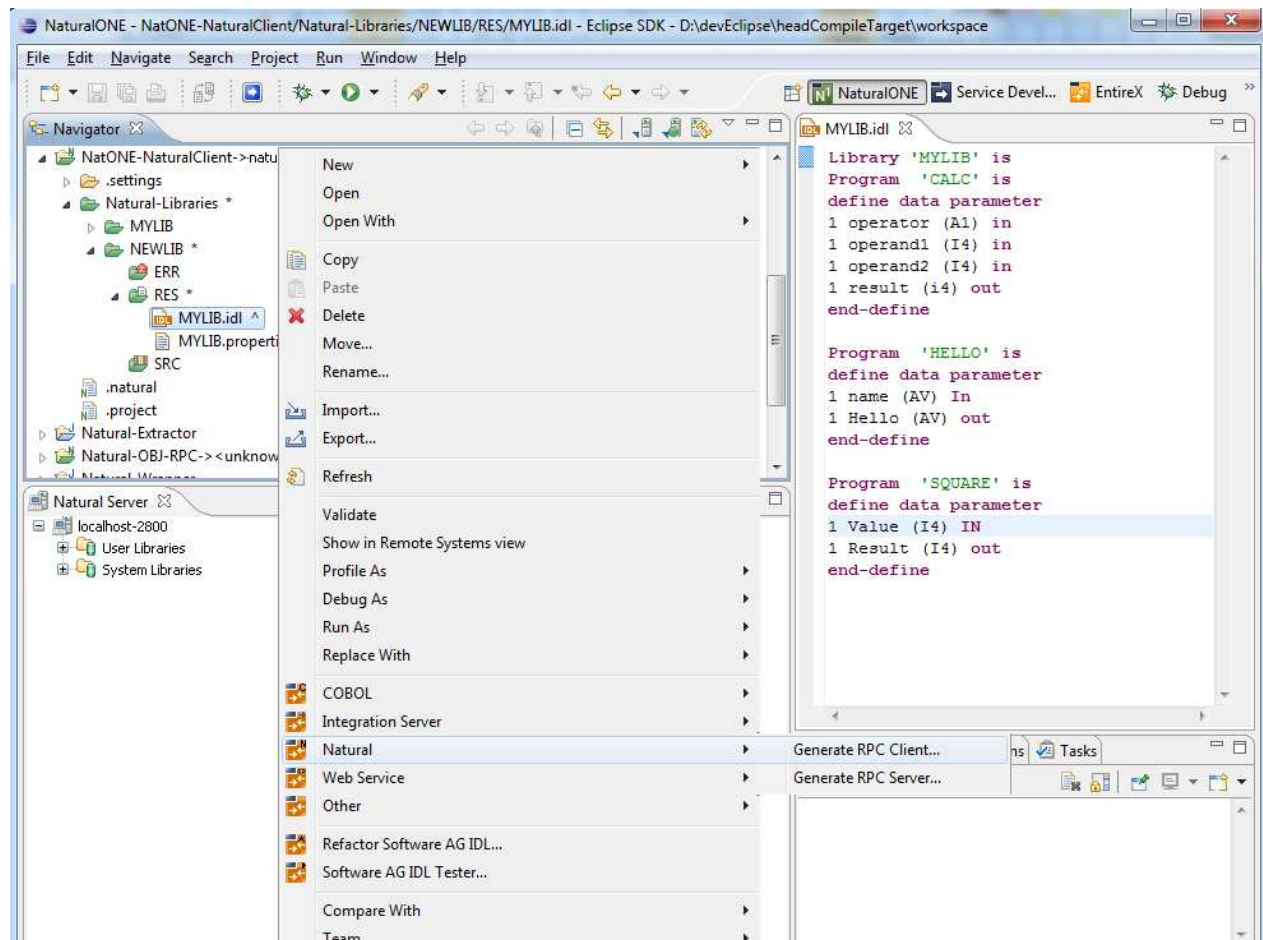 NaturalONE - NatONE-NaturalClient/Natural-Libraries/NEWLIB/RES/MYLIB.idl - Eclipse SDK - D:\devEclipse\headCompileTarget\workspace
File Edit Navigate Search Project Run Window Help
NaturalONE Service Devel... EntireX Debug »
Navigator
NatONE-NaturalClient->natu
.settings
Natural-Libraries *
MYLIB
NEWLIB *
ERR
RES *
MYLIB.idl ^
MYLIB.properti
SRC
.natural
.project
Natural-Extractor
Natural-OBJ-RPC-><unknow
Natural-Wrapper
Natural Server
localhost-2800
User Libraries
System Libraries
New
Open
Open With
Copy
Paste
Delete
Move...
Rename...
Import...
Export...
Refresh
Validate
Show in Remote Systems view
Profile As
Debug As
Run As
Replace With
COBOL
Integration Server
Natural
Web Service
Other
Refactor Software AG IDL...
Software AG IDL Tester...
Compare With
Team
Generate RPC Client...
Generate RPC Server...
MYLIB.idl
Library 'MYLIB' is
Program 'CALC' is
define data parameter
1 operator (A1) in
1 operand1 (I4) in
1 operand2 (I4) in
1 result (i4) out
end-define
Program 'HELLO' is
define data parameter
1 name (AV) In
1 Hello (AV) out
end-define
Program 'SQUARE' is
define data parameter
1 Value (I4) IN
1 Result (I4) out
end-define
ns Tasks